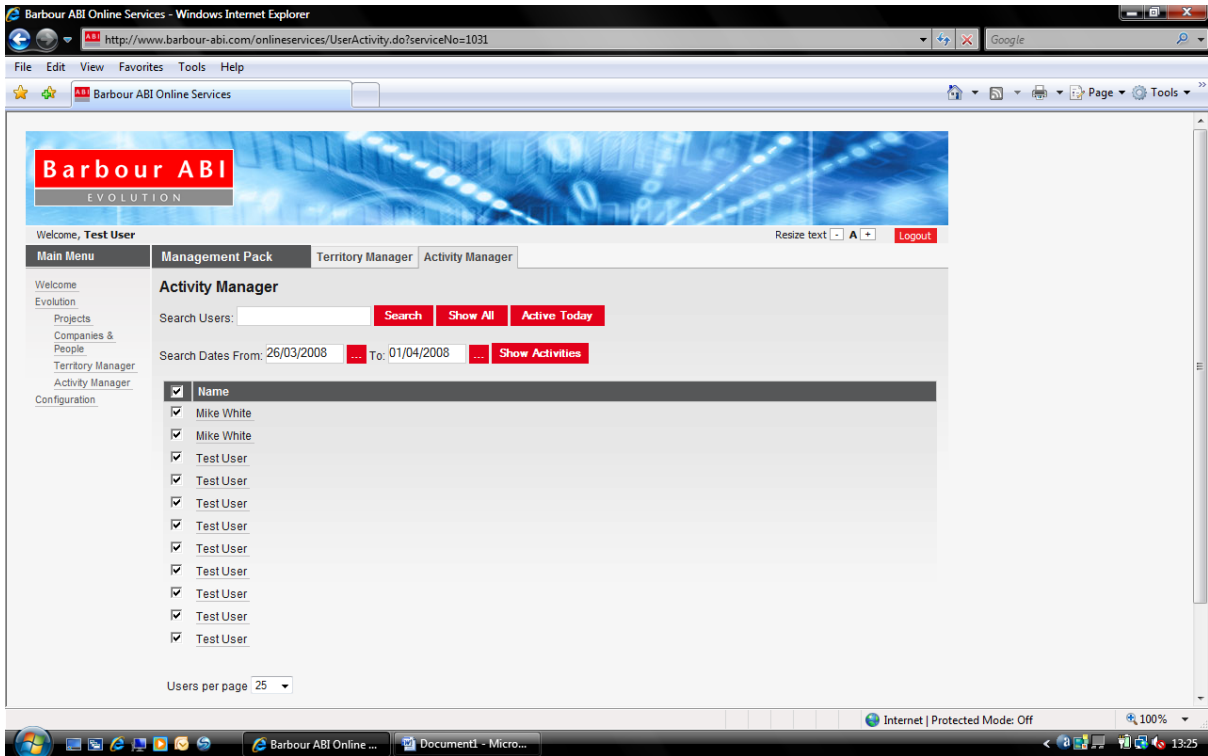 Barbour ABI Online Services - Windows Internet Explorer
http://www.barbour-abi.com/onlineservices/UserActivity.do?serviceNo=1031
Google
File Edit View Favorites Tools Help
Barbour ABI Online Services
Page Tools
Barbour ABI
EVOLUTION
Welcome, Test User
Resize text - A + Logout
Main Menu
Management Pack Territory Manager Activity Manager
Welcome
Evolution
Projects
Companies &
People
Territory Manager
Activity Manager
Configuration
Activity Manager
Search Users: Search Show All Active Today
Search Dates From: 26/03/2008 ... To: 01/04/2008 ... Show Activities
Name
Mike White
Mike White
Test User
Test User
Test User
Test User
Test User
Test User
Test User
Test User
Test User
Users per page 25
Internet | Protected Mode: Off 100%
Barbour ABI Online ... Document1 - Micro... 13:25